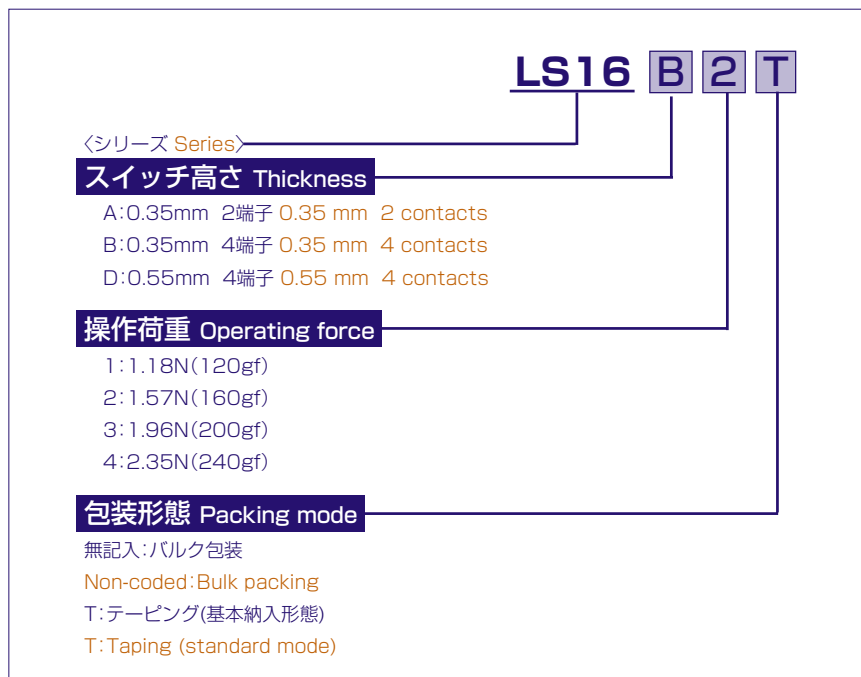 LS16 B 2 T
〈シリーズ Series〉
スイッチ高さ Thickness
A:0.35mm 2端子 0.35 mm 2 contacts
B:0.35mm 4端子 0.35 mm 4 contacts
D:0.55mm 4端子 0.55 mm 4 contacts
操作荷重 Operating force
1:1.18N(120gf)
2:1.57N(160gf)
3:1.96N(200gf)
4:2.35N(240gf)
包装形態 Packing mode
無記入:バルク包装
Non-coded:Bulk packing
T:テーピング(基本納入形態)
T:Taping (standard mode)